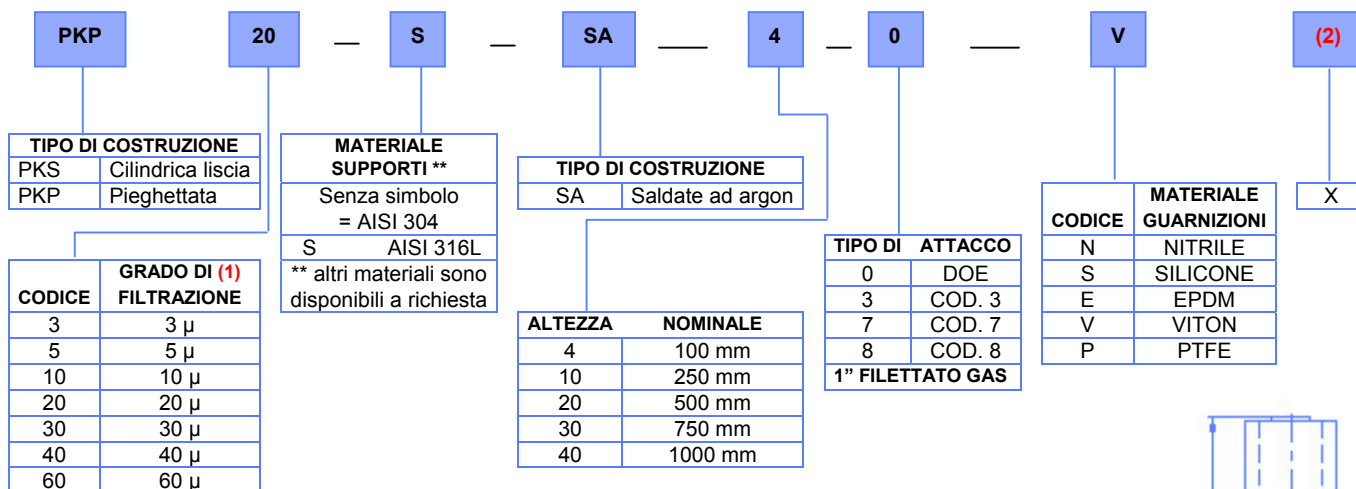 PKP 20 — S — SA — 4 — 0 — V (2)
TIPO DI COSTRUZIONE
PKS Cilindrica liscia
PKP Pieghettata
GRADO DI (1)
CODICE FILTRAZIONE
3 3 µ
5 5 µ
10 10 µ
20 20 µ
30 30 µ
40 40 µ
60 60 µ
MATERIALE
SUPPORTI **
Senza simbolo
= AISI 304
S AISI 316L
** altri materiali sono
disponibili a richiesta
TIPO DI COSTRUZIONE
SA Saldate ad argon
ALTEZZA NOMINALE
4 100 mm
10 250 mm
20 500 mm
30 750 mm
40 1000 mm
TIPO DI ATTACCO
0 DOE
3 COD. 3
7 COD. 7
8 COD. 8
1” FILETTATO GAS
MATERIALE
CODICE GUARNIZIONI
N NITRILE
S SILICONE
E EPDM
V VITON
P PTFE
X